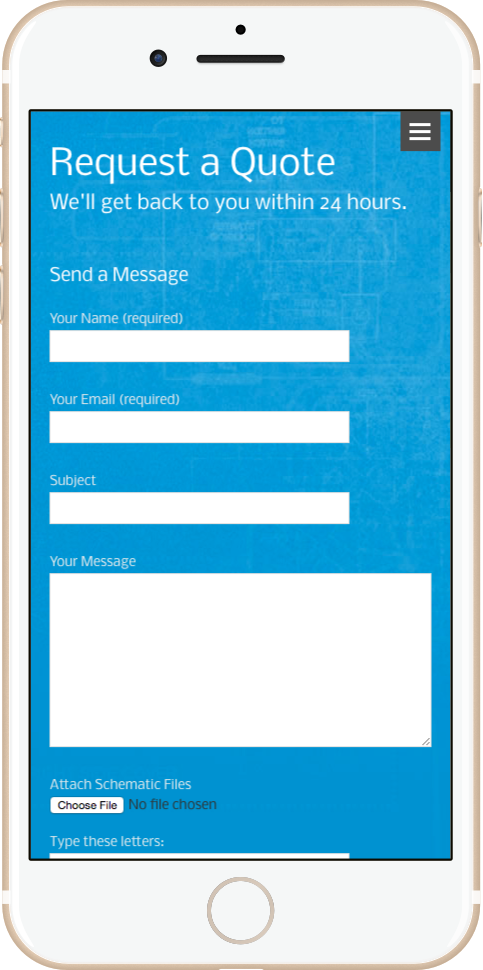 Request a Quote
We'll get back to you within 24 hours.
Send a Message
Your Name (required)
Your Email (required)
Subject
Your Message
Attach Schematic Files
Choose File No file chosen
Type these letters: